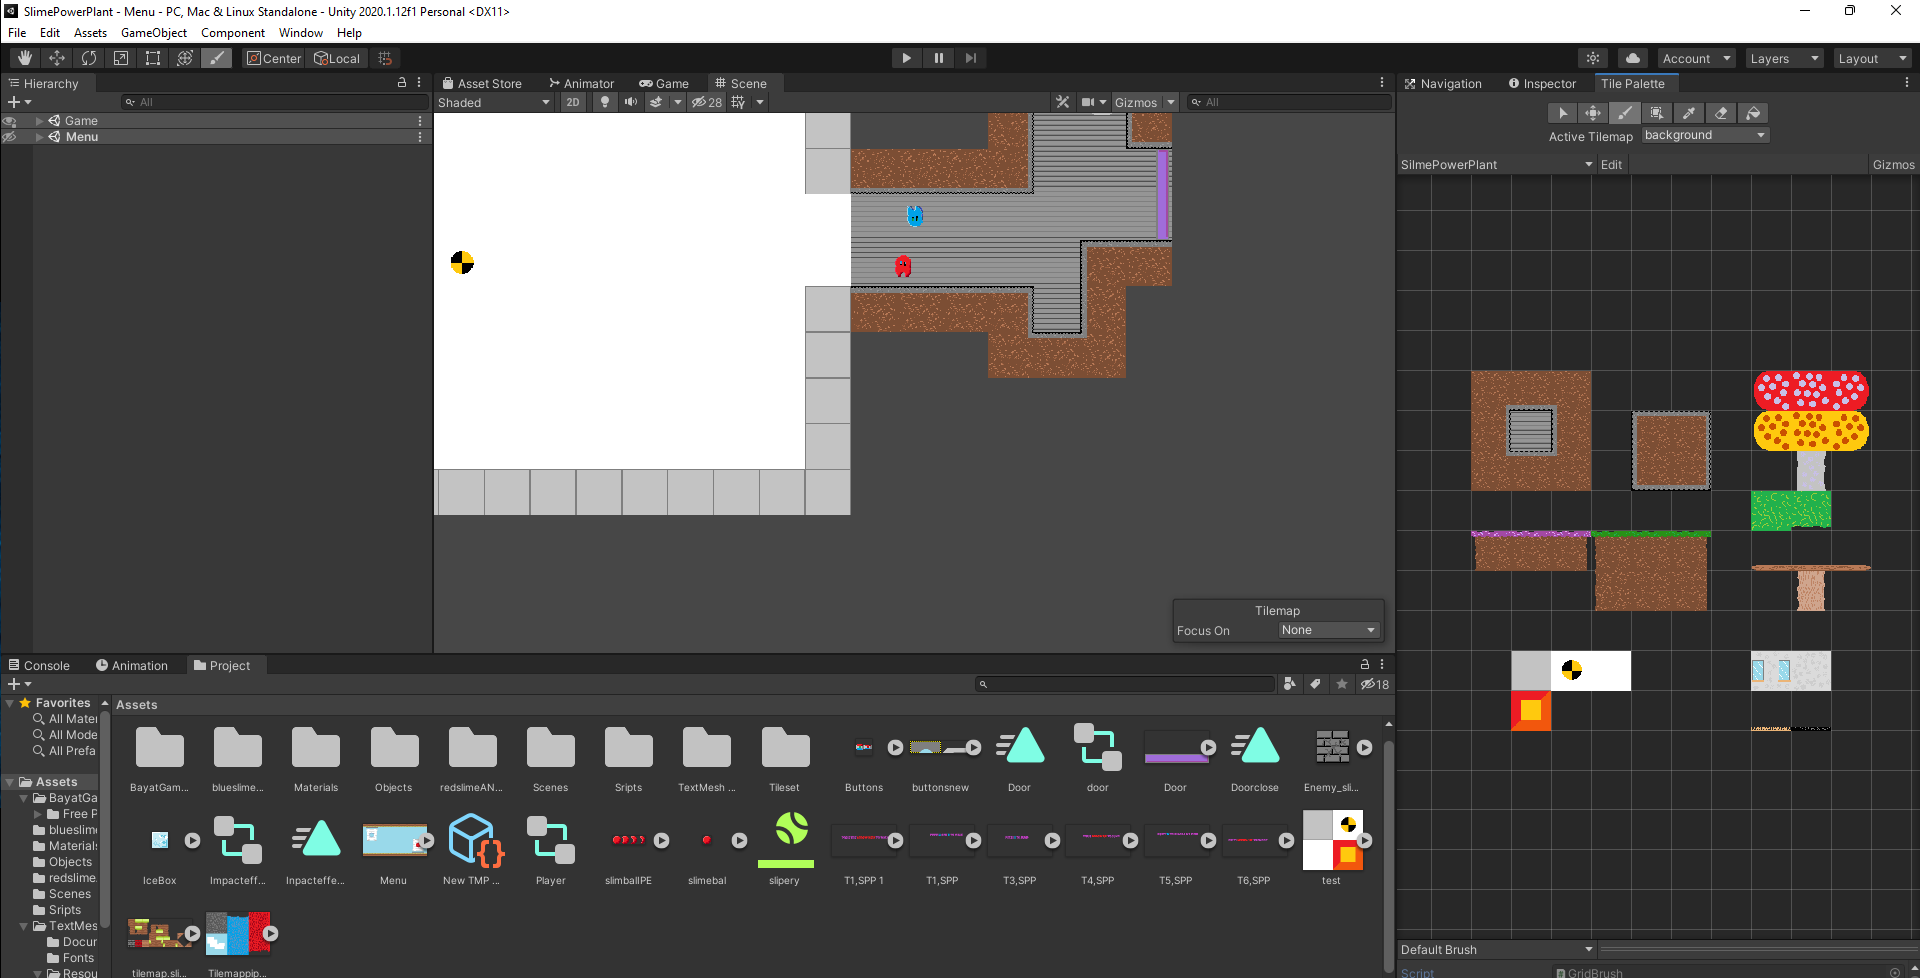 SlimePowerPlant - Menu - PC, Mac & Linux Standalone - Unity 2020.1.12f1 Personal <DX11>
File Edit Assets GameObject Component Window Help
Center Local Account Layers Layout
Hierarchy
All
Game
Menu
Asset Store Animator Game Scene
Shaded 2D 28 Gizmos All
Tilemap
Focus On None
Navigation Inspector Tile Palette
Active Tilemap background
SilmePowerPlant Edit Gizmos
Default Brush
Script GridBrush
Console Animation Project
18
Favorites
All Mater
All Mode
All Prefa
Assets
BayatGa
Free P
blueslime
Materials
Objects
redslime
Scenes
Sripts
TextMes
Docur
Fonts
Resou
Assets
BayatGam... blueslime... Materials Objects redslimeAN... Scenes Sripts TextMesh ... Tileset Buttons buttonsnew Door door Door Doorclose Enemy_sli...
IceBox Impacteff... Inpacteffe... Menu New TMP ... Player slimballPE slimebal slipery T1,SPP 1 T1,SPP T3,SPP T4,SPP T5,SPP T6,SPP test
tilemap.sli... Tilemappip...